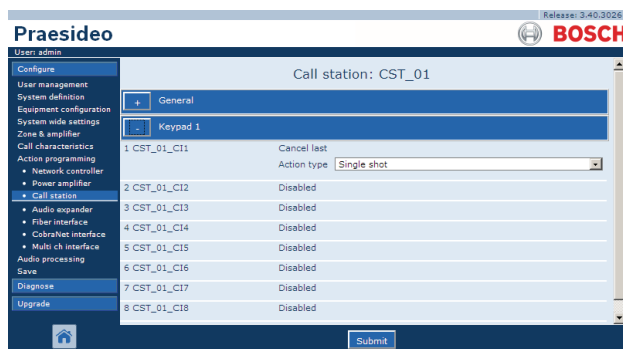 Release: 3.40.3026
Praesideo
BOSCH
User: admin
Configure
User management
System definition
Equipment configuration
System wide settings
Zone & amplifier
Call characteristics
Action programming
• Network controller
• Power amplifier
• Call station
• Audio expander
• Fiber interface
• CobraNet interface
• Multi ch interface
Audio processing
Save
Diagnose
Upgrade
Call station: CST_01
+ General
- Keypad 1
1 CST_01_CI1 Cancel last
Action type Single shot
2 CST_01_CI2 Disabled
3 CST_01_CI3 Disabled
4 CST_01_CI4 Disabled
5 CST_01_CI5 Disabled
6 CST_01_CI6 Disabled
7 CST_01_CI7 Disabled
8 CST_01_CI8 Disabled
Submit